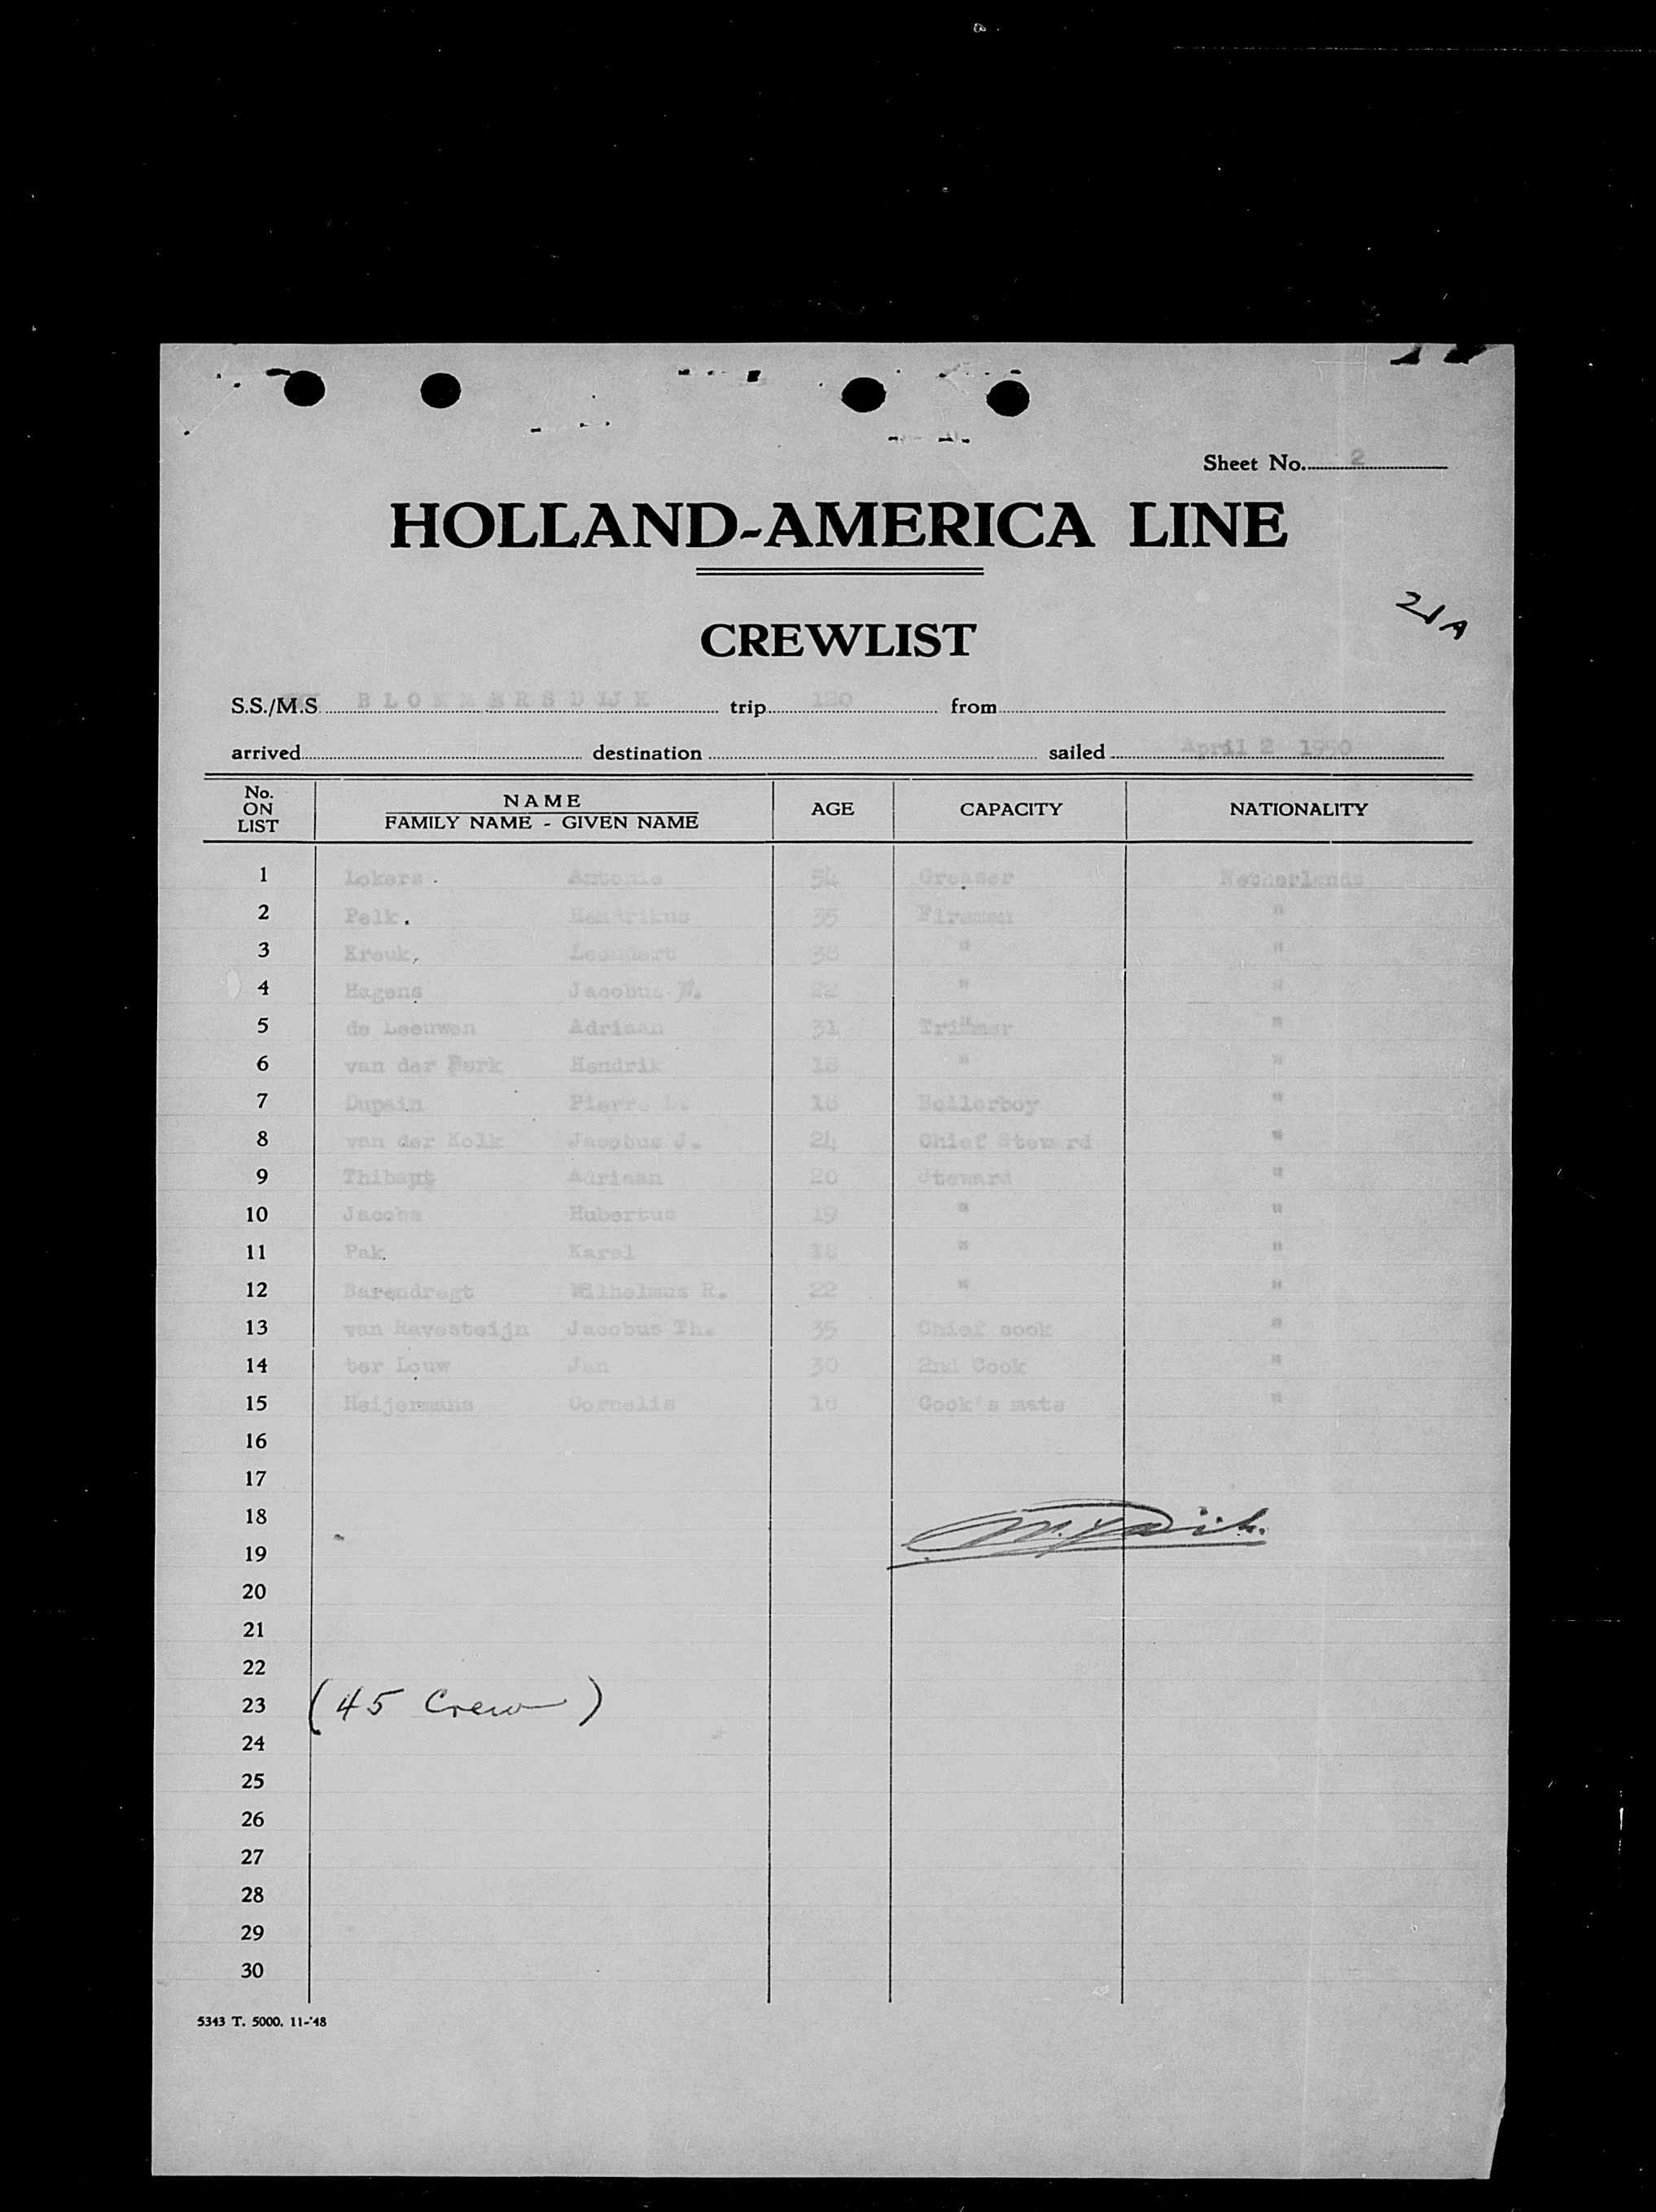 Sheet No. 2
HOLLAND-AMERICA LINE
CREWLIST
21A
S.S./M.S. BLOMMERSDIJK trip 120 from
arrived destination sailed April 2 1950
No. ON LIST NAME FAMILY NAME - GIVEN NAME AGE CAPACITY NATIONALITY
1 Lokers Antonie 54 Greaser Netherlands
2 Pelk. Hendrikus 35 Fireman "
3 Kreuk, Leendert 38 " "
4 Hagens Jacobus W. 22 " "
5 de Leeuwen Adriaan 31 Trimmer "
6 van der Hendrik 18 " "
7 Dupain Pierre 18 Boilerboy "
8 van der Kolk Jacobus J. 24 Chief Steward "
9 Thibaut Adriaan 20 Steward "
10 Jacobs Hubertus 19 " "
11 Pak Karel 18 " "
12 Barendregt Wilhelmus R. 22 " "
13 van Ravesteijn Jacobus Th. 35 Chief cook "
14 ter Louw Jan 30 2nd Cook "
15 Heijermans Cornelis 18 Cook's mate "
16
17
18
19
20
21
22
23 (45 Crew)
24
25
26
27
28
29
30
5343 T. 5000. 11-'48